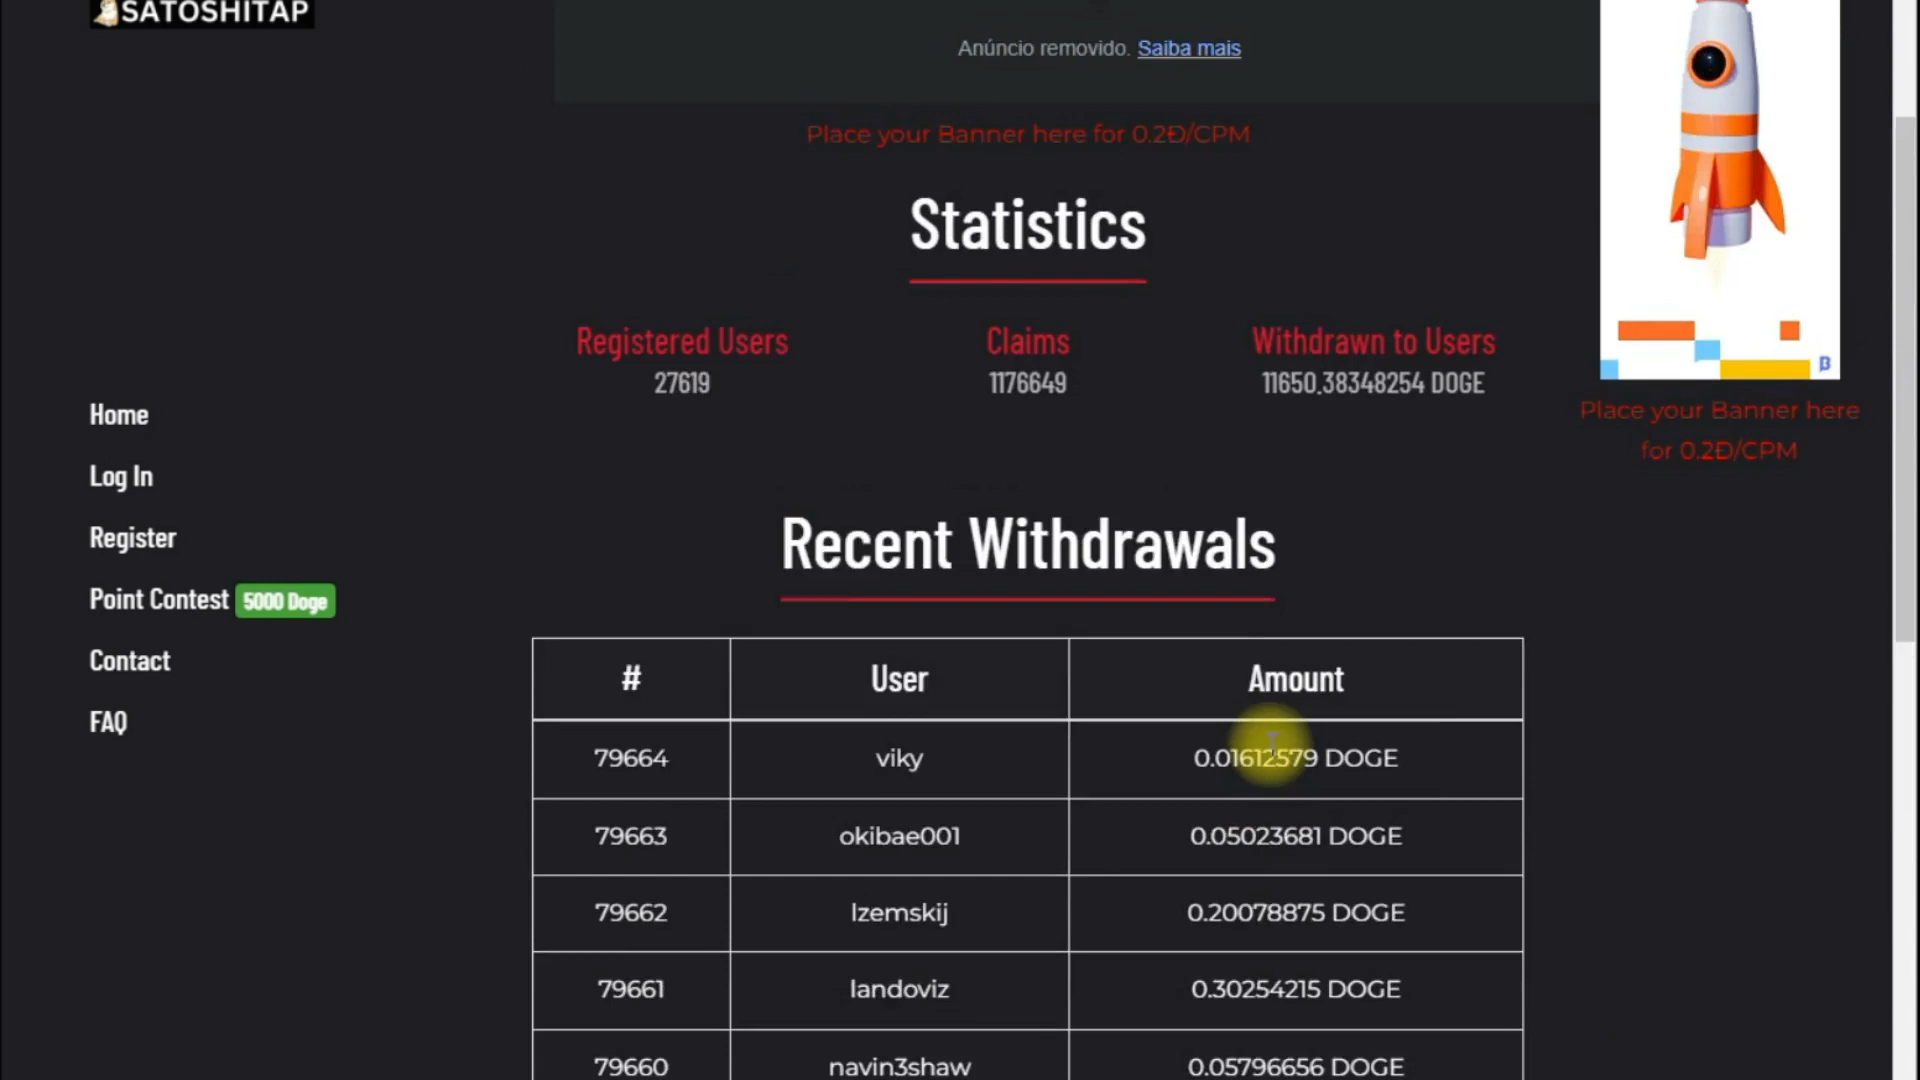 SATOSHITAP
Anúncio removido. Saiba mais
Place your Banner here for 0.2Ð/CPM
Statistics
Registered Users
27619
Claims
1176649
Withdrawn to Users
11650.38348254 DOGE
Place your Banner here
for 0.2Ð/CPM
Home
Log In
Register
Point Contest 5000 Doge
Contact
FAQ
Recent Withdrawals
# User Amount
79664 viky 0.01612579 DOGE
79663 okibae001 0.05023681 DOGE
79662 lzemskij 0.20078875 DOGE
79661 landoviz 0.30254215 DOGE
79660 navin3shaw 0.05796656 DOGE